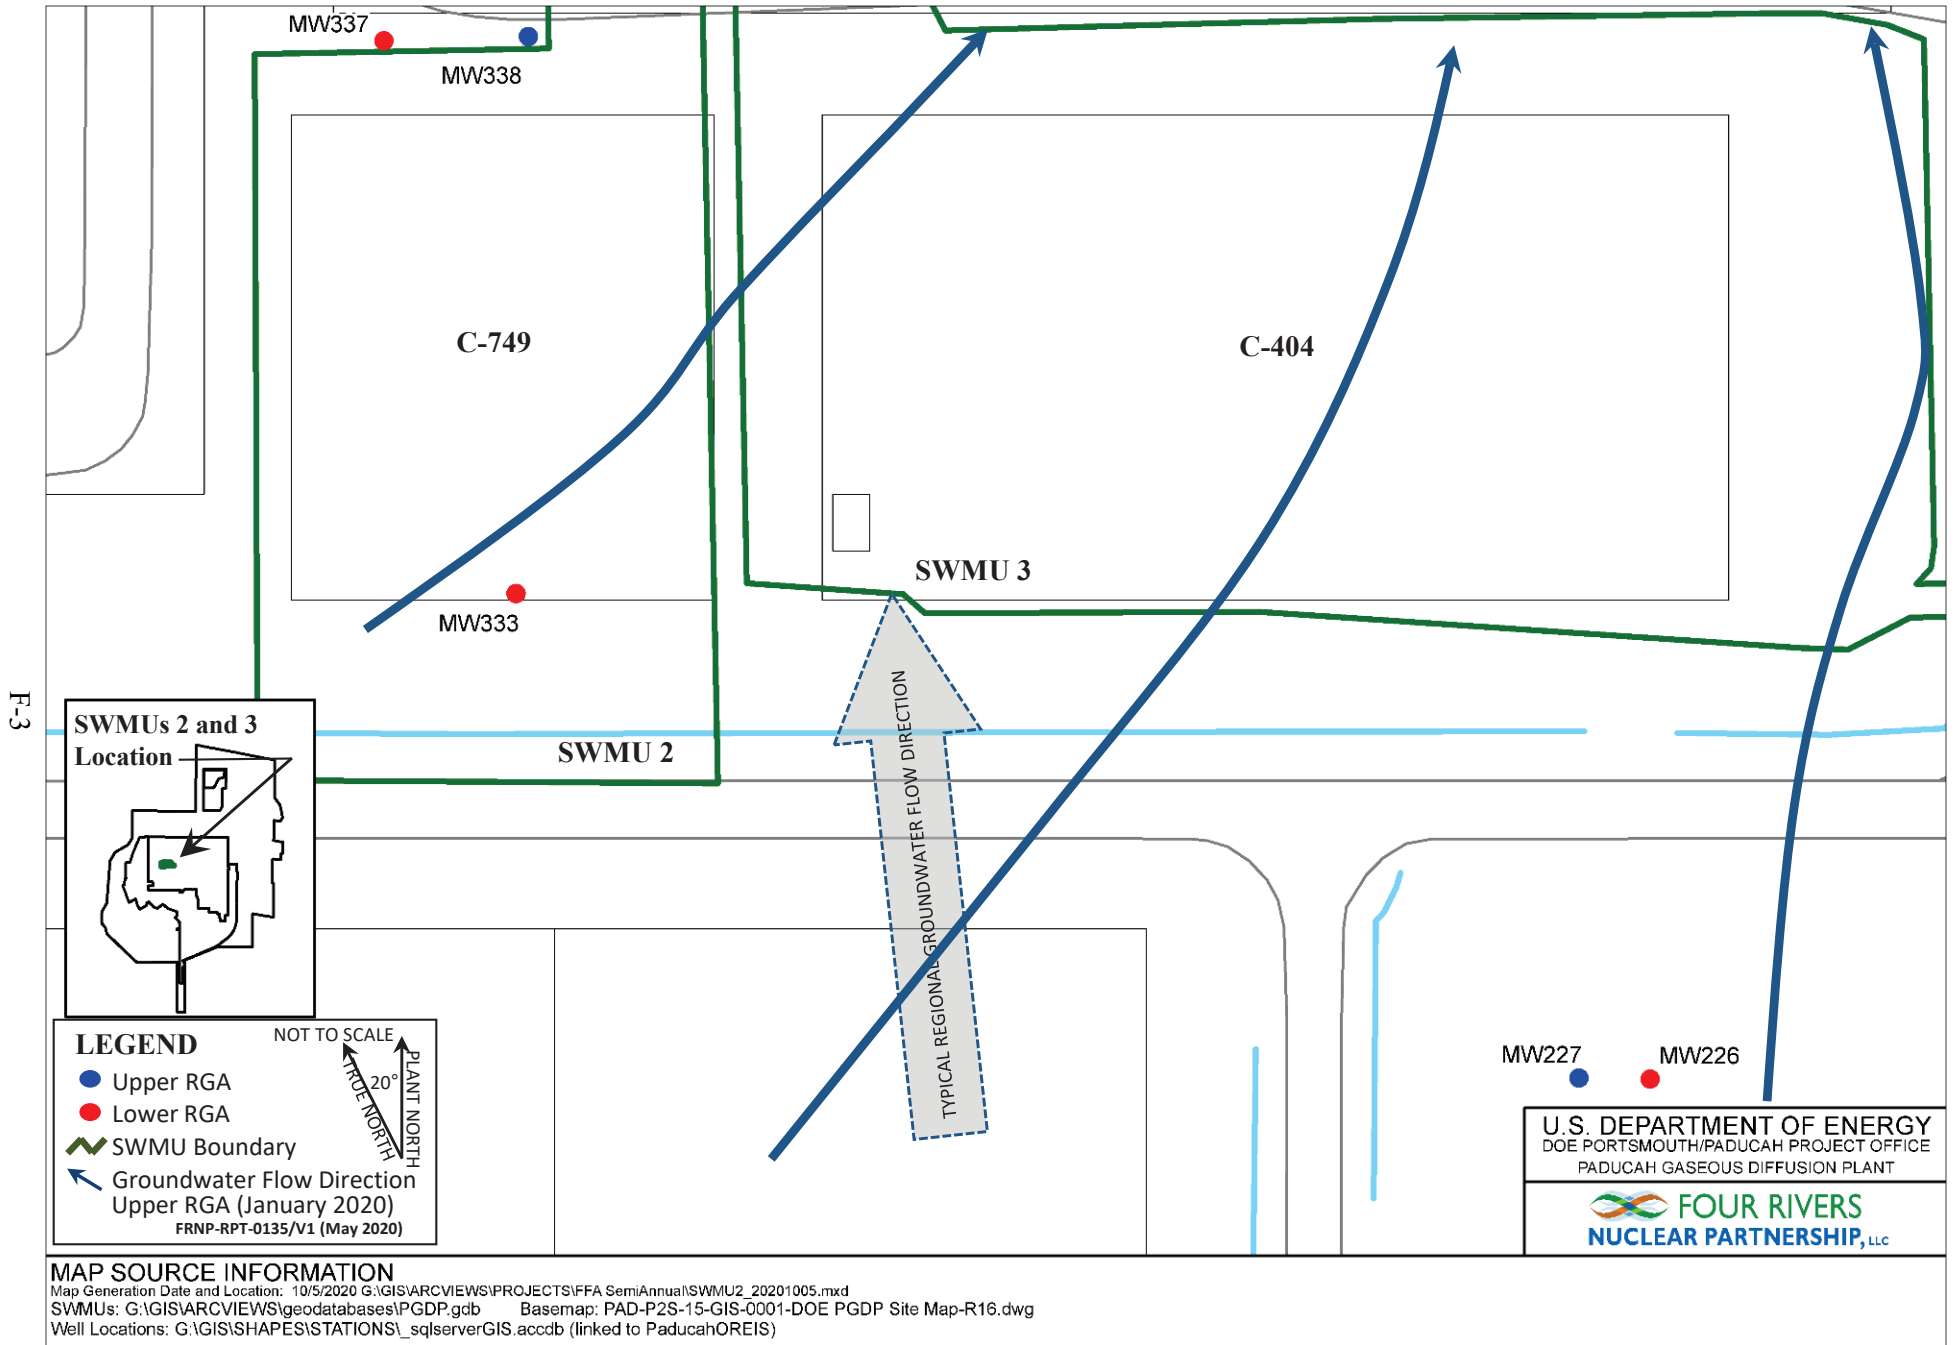 MW337
MW338
C-749
C-404
SWMU 3
MW333
F-3
SWMUs 2 and 3
Location
SWMU 2
TYPICAL REGIONAL GROUNDWATER FLOW DIRECTION
LEGEND
NOT TO SCALE
TRUE NORTH
20°
PLANT NORTH
Upper RGA
Lower RGA
SWMU Boundary
Groundwater Flow Direction
Upper RGA (January 2020)
FRNP-RPT-0135/V1 (May 2020)
MW227
MW226
U.S. DEPARTMENT OF ENERGY
DOE PORTSMOUTH/PADUCAH PROJECT OFFICE
PADUCAH GASEOUS DIFFUSION PLANT
FOUR RIVERS
NUCLEAR PARTNERSHIP, LLC
MAP SOURCE INFORMATION
Map Generation Date and Location: 10/5/2020 G:\GIS\ARCVIEWS\PROJECTS\FFA SemiAnnual\SWMU2_20201005.mxd
SWMUs: G:\GIS\ARCVIEWS\geodatabases\PGDP.gdb Basemap: PAD-P2S-15-GIS-0001-DOE PGDP Site Map-R16.dwg
Well Locations: G:\GIS\SHAPES\STATIONS\_sqlserverGIS.accdb (linked to PaducahOREIS)